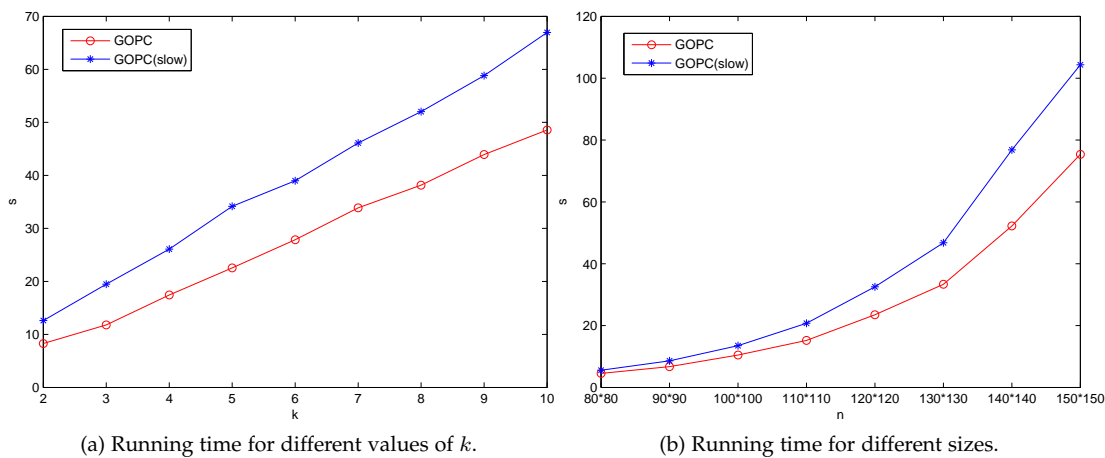 70
60
50
40
30
20
10
0
s
GOPC
GOPC(slow)
2 3 4 5 6 7 8 9 10
k
(a) Running time for different values of k.
120
100
80
60
40
20
0
s
GOPC
GOPC(slow)
80*80 90*90 100*100 110*110 120*120 130*130 140*140 150*150
n
(b) Running time for different sizes.